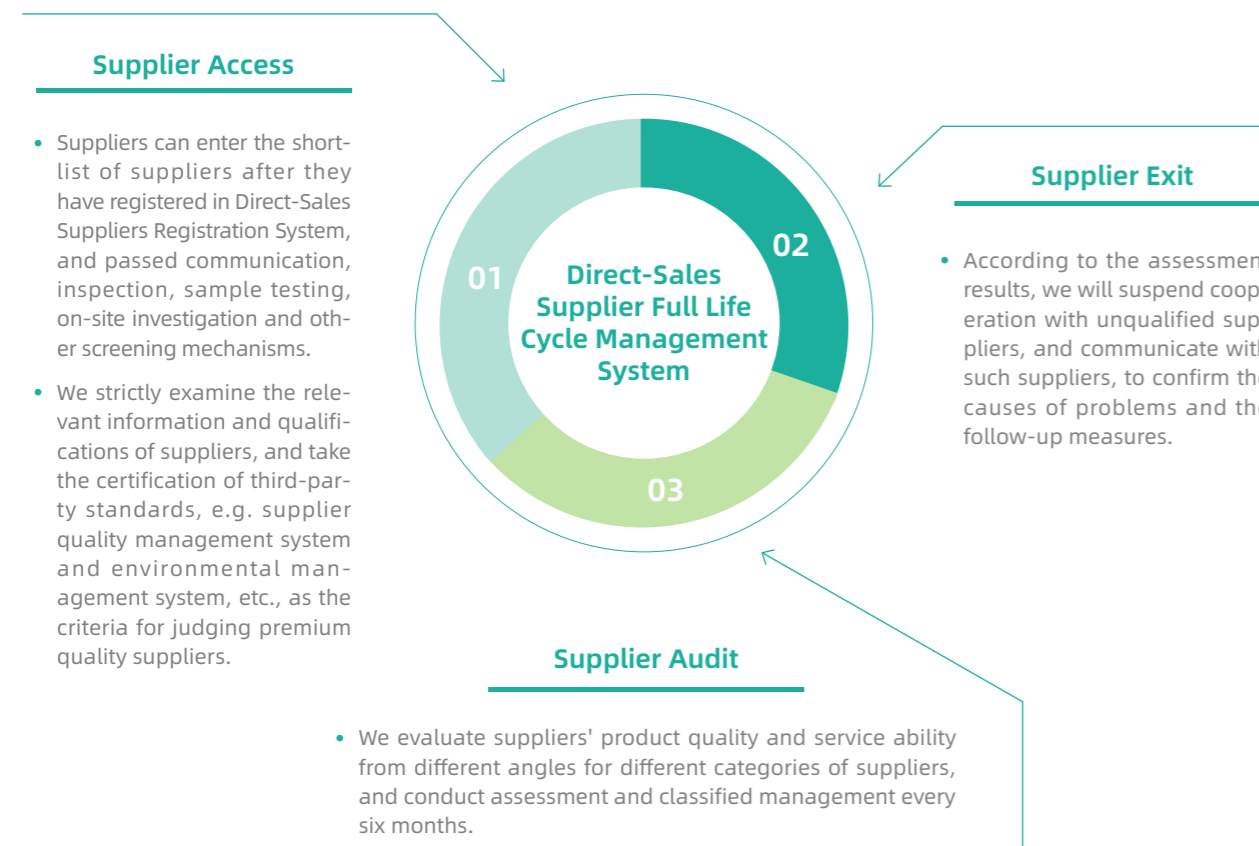 Supplier Access
• Suppliers can enter the short-
list of suppliers after they
have registered in Direct-Sales
Suppliers Registration System,
and passed communication,
inspection, sample testing,
on-site investigation and oth-
er screening mechanisms.
• We strictly examine the rele-
vant information and qualifi-
cations of suppliers, and take
the certification of third-par-
ty standards, e.g. supplier
quality management system
and environmental man-
agement system, etc., as the
criteria for judging premium
quality suppliers.
01
02
03
Direct-Sales
Supplier Full Life
Cycle Management
System
Supplier Exit
• According to the assessmen
results, we will suspend coop
eration with unqualified sup
pliers, and communicate with
such suppliers, to confirm the
causes of problems and the
follow-up measures.
Supplier Audit
• We evaluate suppliers' product quality and service ability
from different angles for different categories of suppliers,
and conduct assessment and classified management every
six months.